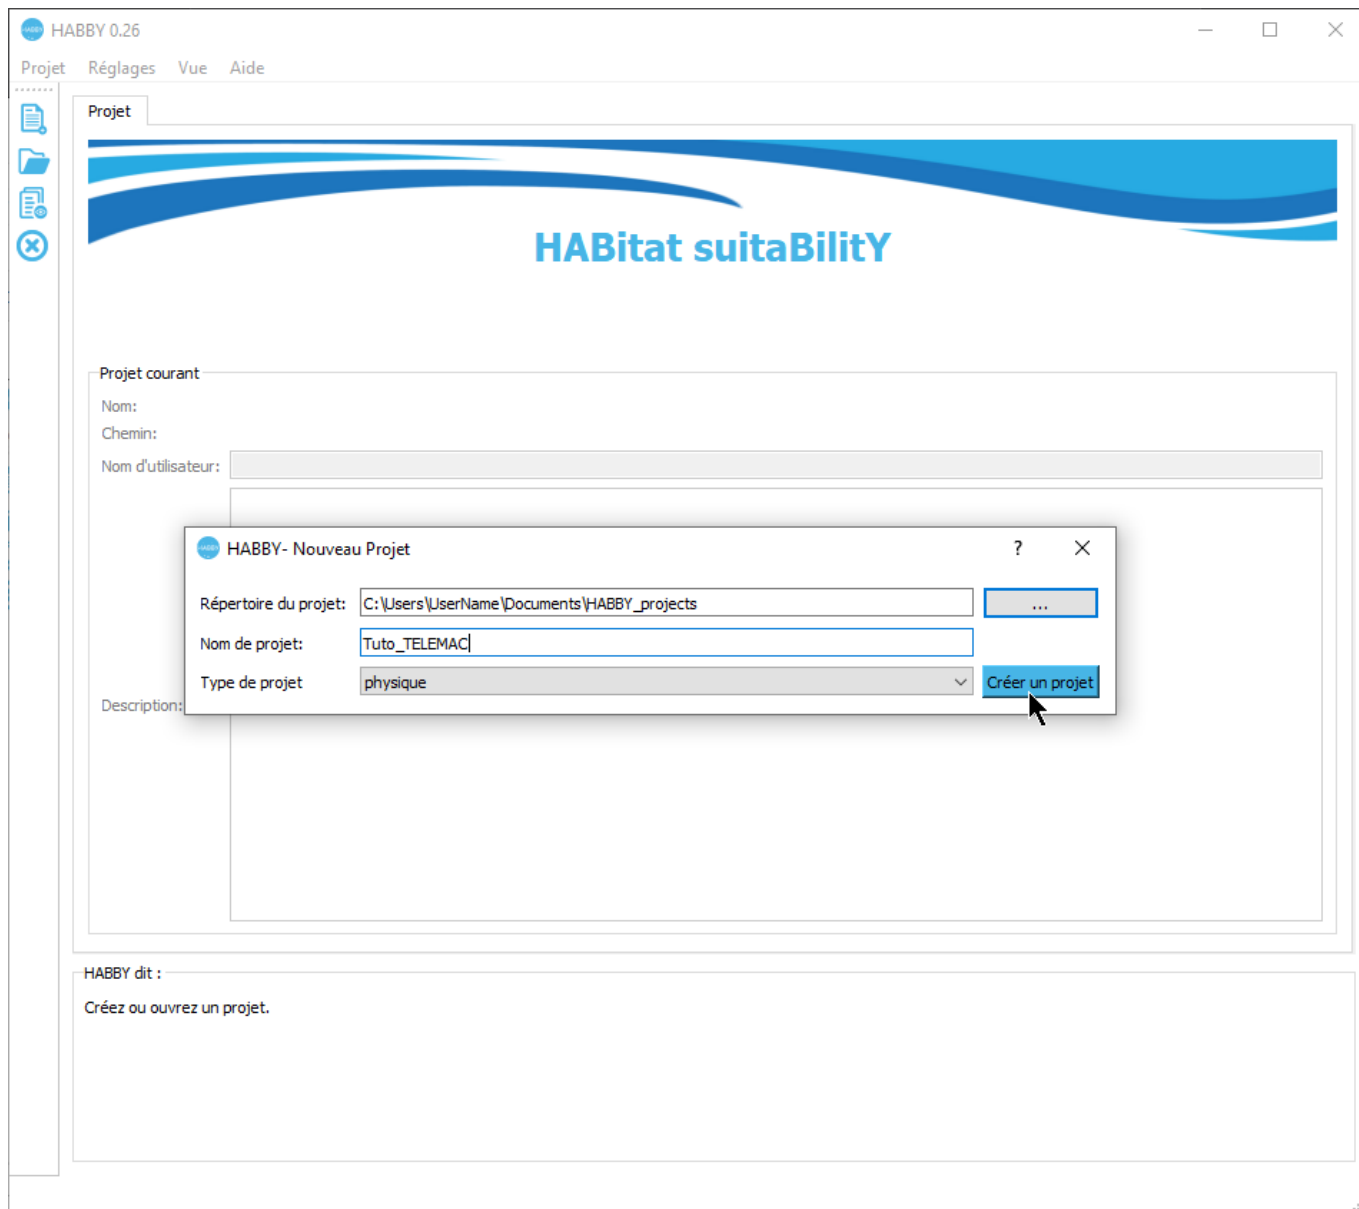 HABBY 0.26
Projet Réglages Vue Aide
Projet
HABitat suitaBilitY
Projet courant
Nom:
Chemin:
Nom d'utilisateur:
HABBY- Nouveau Projet
?
Répertoire du projet: C:\Users\UserName\Documents\HABBY_projects ...
Nom de projet: Tuto_TELEMAC
Type de projet physique Créer un projet
Description:
HABBY dit :
Créez ou ouvrez un projet.